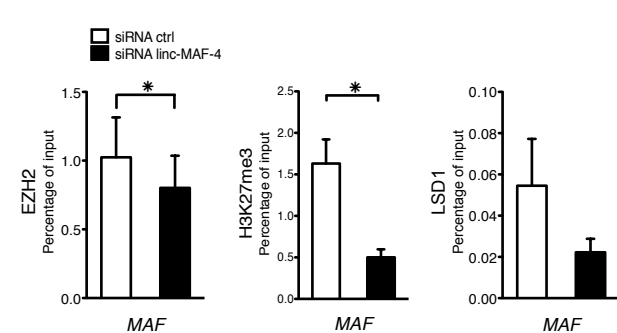 siRNA ctrl
siRNA linc-MAF-4
EZH2
Percentage of input
1.5
1.0
0.5
0.0
*
MAF
H3K27me3
Percentage of input
2.5
2.0
1.5
1.0
0.5
0.0
*
MAF
LSD1
Percentage of input
0.10
0.08
0.06
0.04
0.02
0.00
MAF